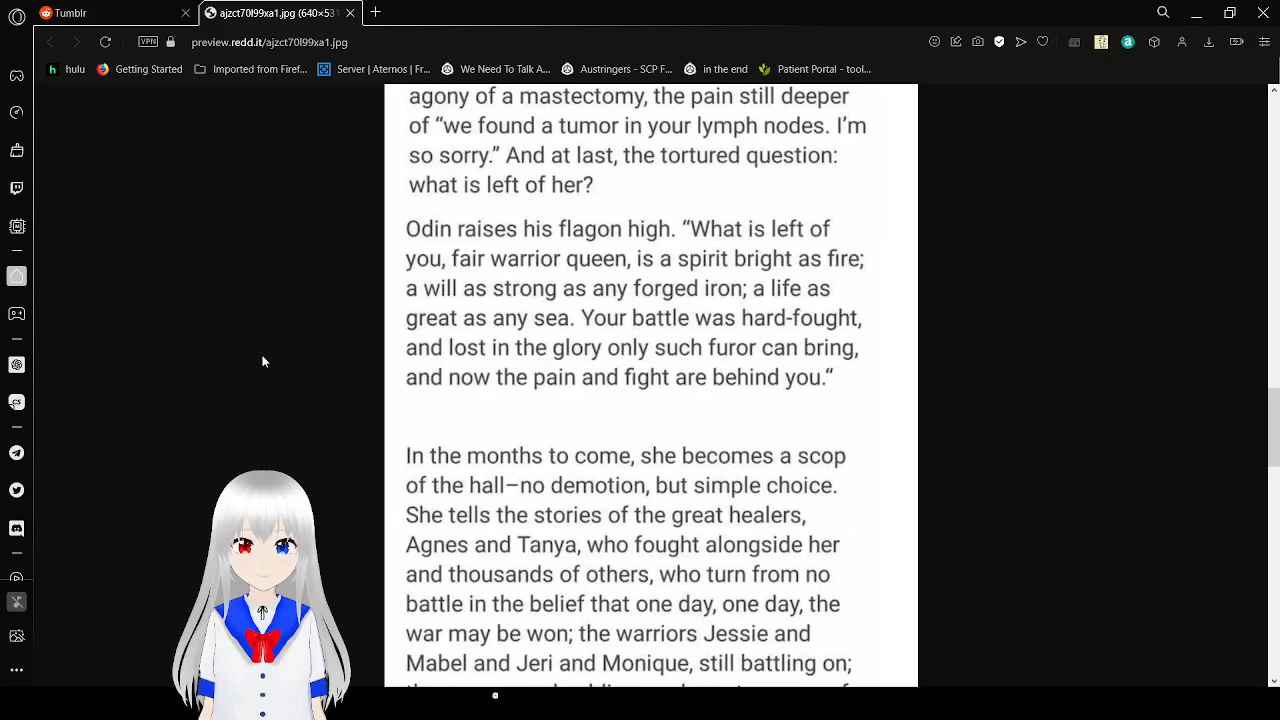 Tumblr
ajzct70l99xa1.jpg (640×531
VPN
preview.redd.it/ajzct70l99xa1.jpg
hulu
Getting Started
Imported from Firef...
Server | Aternos | Fr...
We Need To Talk A...
Austringers - SCP F...
in the end
Patient Portal - tool...
agony of a mastectomy, the pain still deeper
of “we found a tumor in your lymph nodes. I’m
so sorry.” And at last, the tortured question:
what is left of her?
Odin raises his flagon high. “What is left of
you, fair warrior queen, is a spirit bright as fire;
a will as strong as any forged iron; a life as
great as any sea. Your battle was hard-fought,
and lost in the glory only such furor can bring,
and now the pain and fight are behind you.“
In the months to come, she becomes a scop
of the hall–no demotion, but simple choice.
She tells the stories of the great healers,
Agnes and Tanya, who fought alongside her
and thousands of others, who turn from no
battle in the belief that one day, one day, the
war may be won; the warriors Jessie and
Mabel and Jeri and Monique, still battling on;